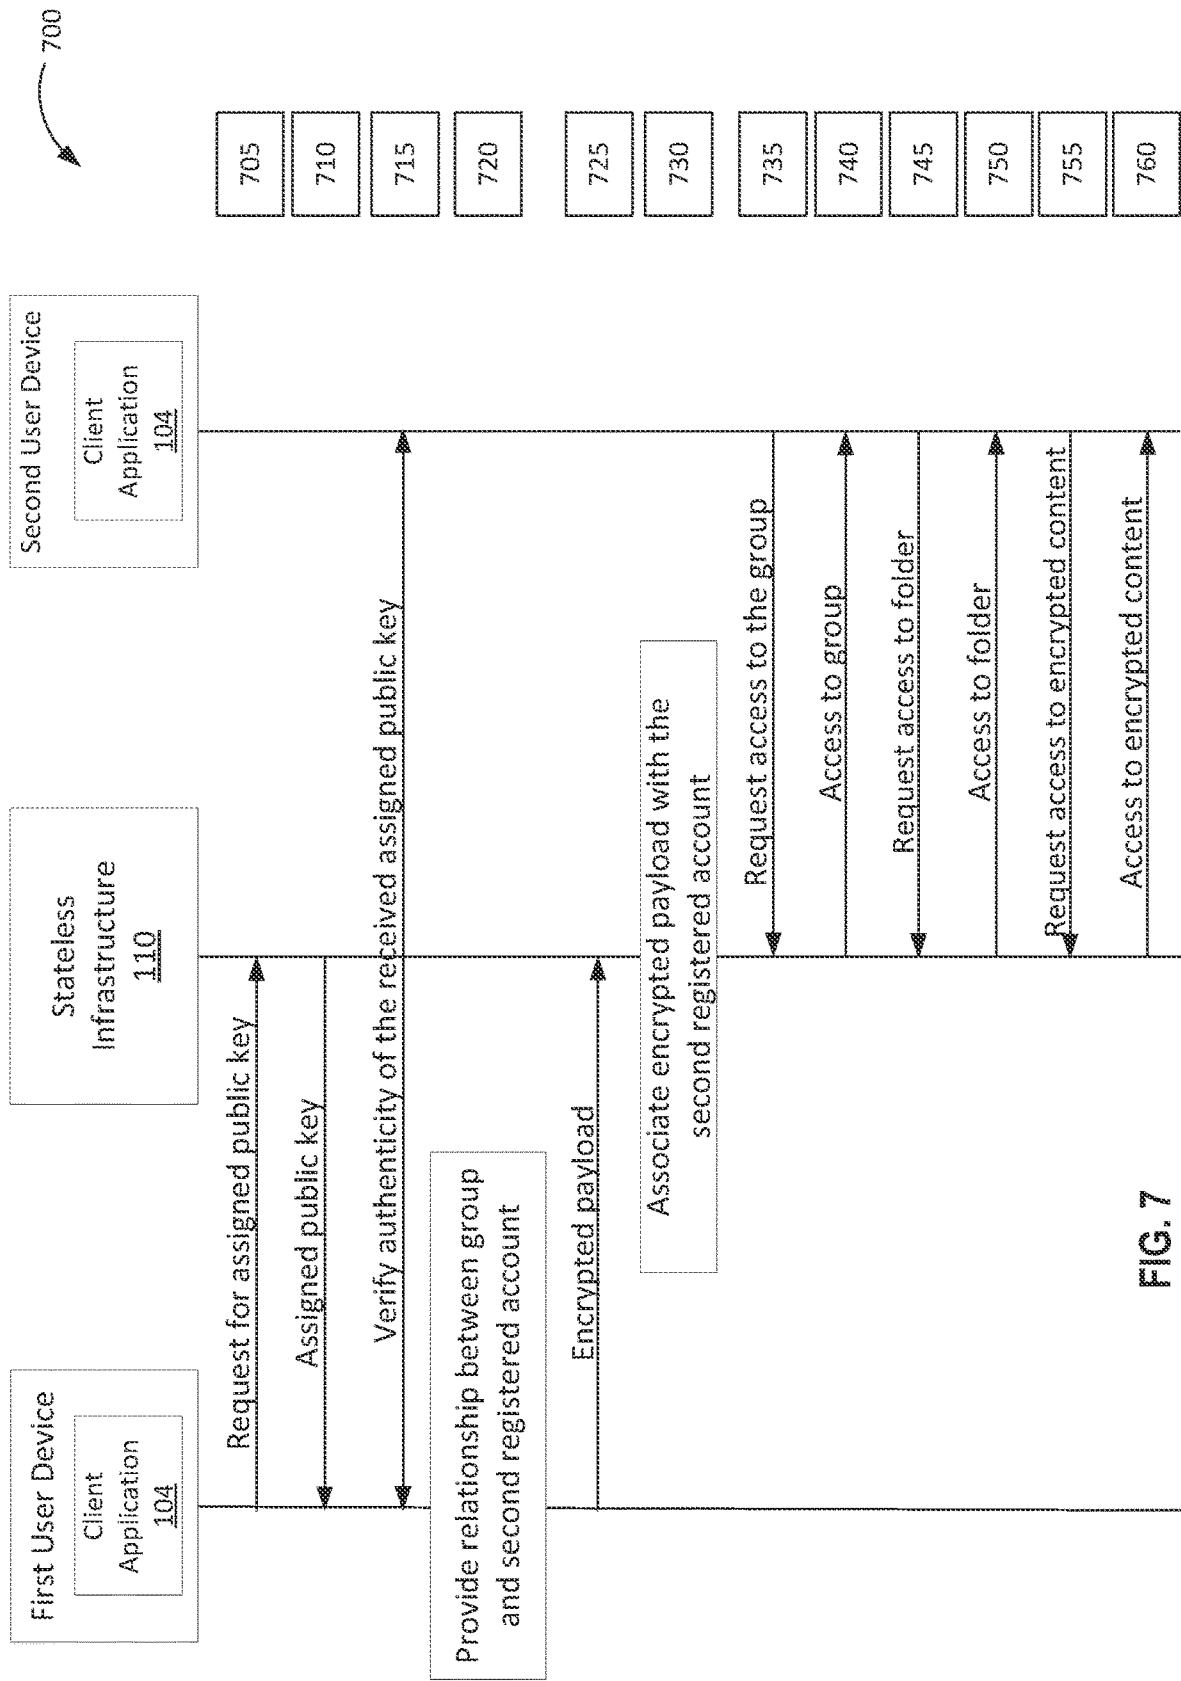 700
First User Device
Client
Application
104
Stateless
Infrastructure
110
Second User Device
Client
Application
104
Request for assigned public key
705
Assigned public key
710
Verify authenticity of the received assigned public key
715
Provide relationship between group
and second registered account
720
Encrypted payload
725
Associate encrypted payload with the
second registered account
730
Request access to the group
735
Access to group
740
Request access to folder
745
Access to folder
750
Request access to encrypted content
755
Access to encrypted content
760
FIG. 7